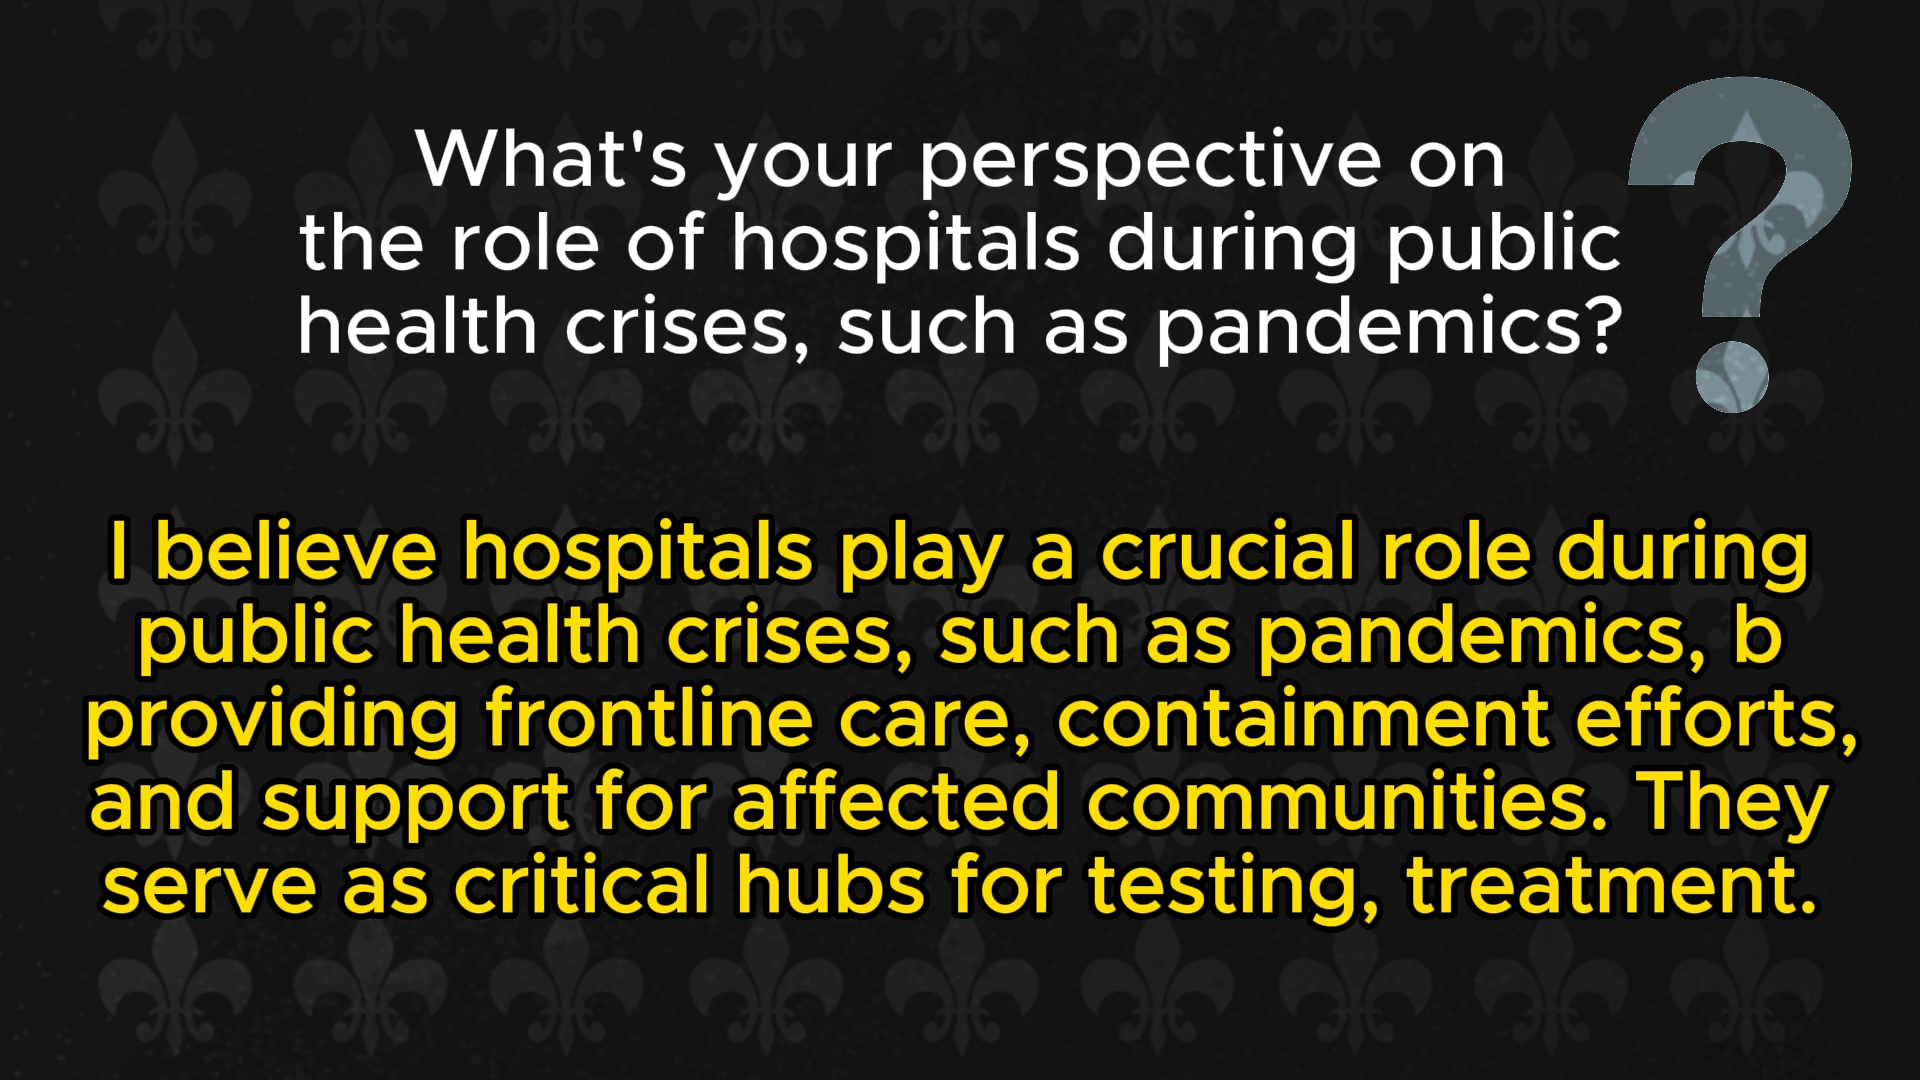 What's your perspective on
the role of hospitals during public
health crises, such as pandemics?
?
I believe hospitals play a crucial role during
public health crises, such as pandemics, b
providing frontline care, containment efforts,
and support for affected communities. They
serve as critical hubs for testing, treatment.